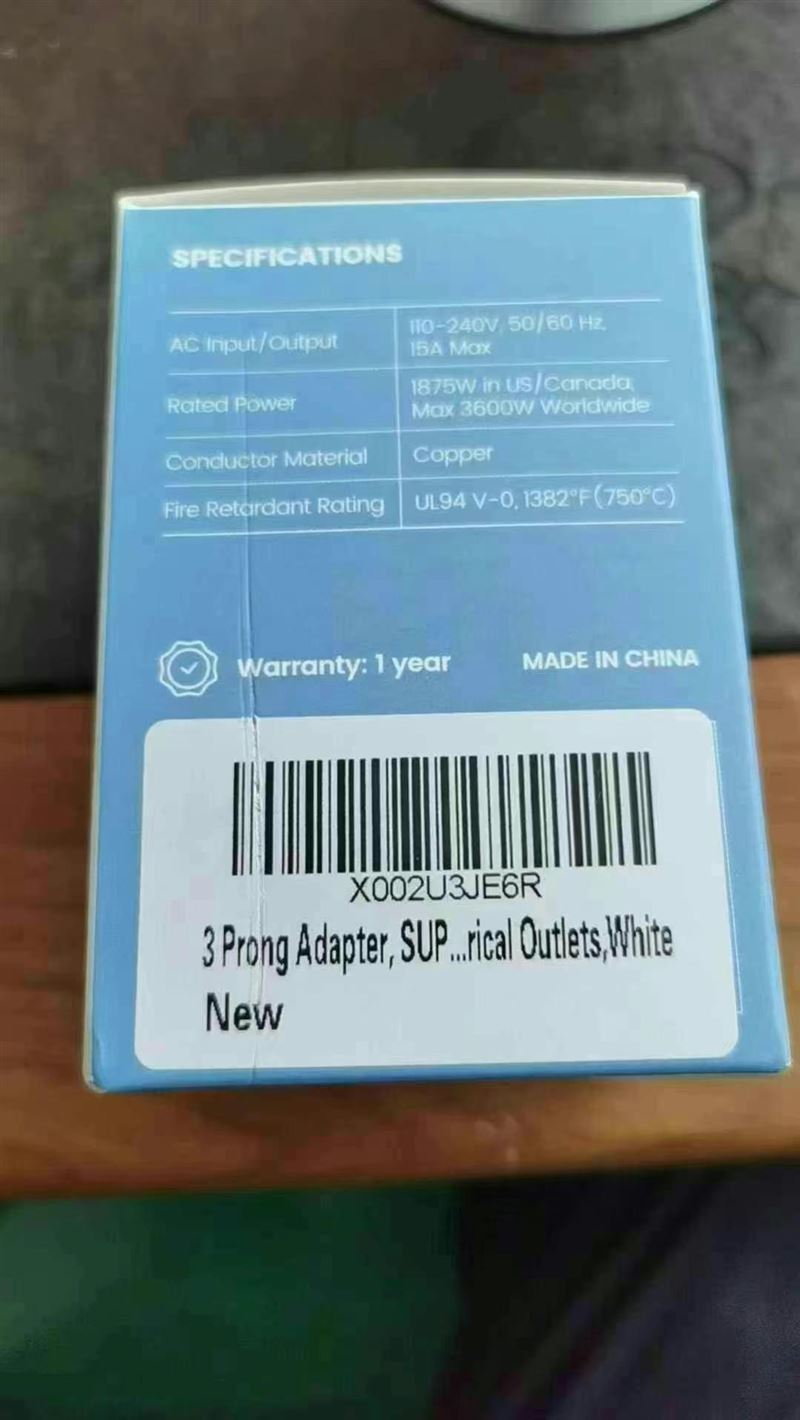 SPECIFICATIONS
AC Input/Output
110-240V, 50/60 Hz,
15A Max
Rated Power
1875W in US/Canada,
Max 3600W Worldwide
Conductor Material
Copper
Fire Retardant Rating
UL94 V-0, 1382°F (750°C)
Warranty: 1 year
MADE IN CHINA
X002U3JE6R
3 Prong Adapter, SUP...rical Outlets,White
New